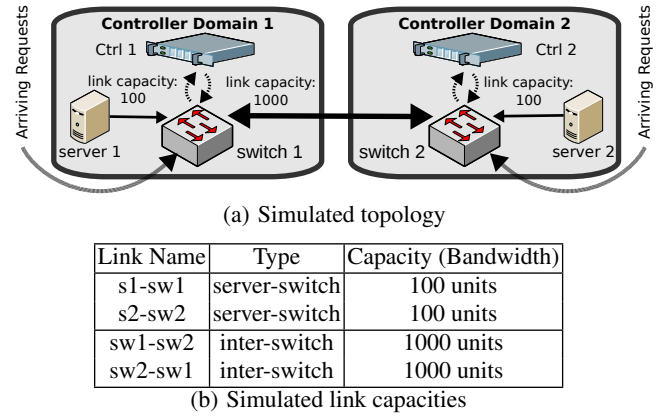 Arriving Requests
Controller Domain 1
Ctrl 1
link capacity:
100
link capacity:
1000
server 1
switch 1
Controller Domain 2
Ctrl 2
link capacity:
100
switch 2
server 2
Arriving Requests
(a) Simulated topology
Link Name Type Capacity (Bandwidth)
s1-sw1 server-switch 100 units
s2-sw2 server-switch 100 units
sw1-sw2 inter-switch 1000 units
sw2-sw1 inter-switch 1000 units
(b) Simulated link capacities